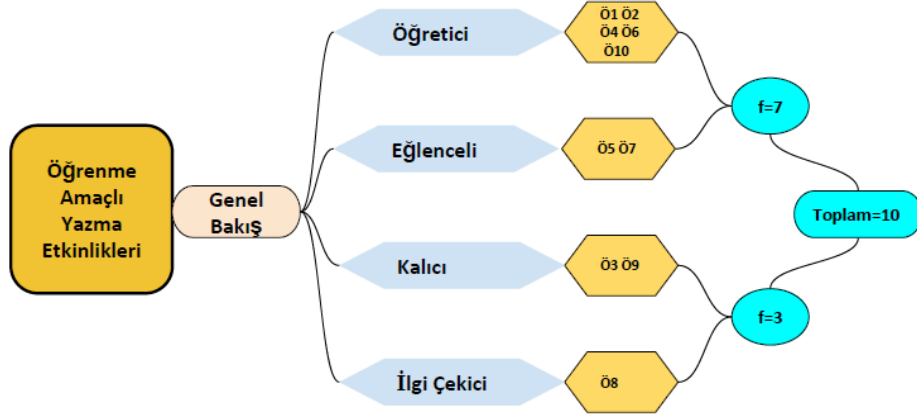 Öğrenme
Amaçlı
Yazma
Etkinlikleri
Genel
Bakış
Öğretici
Ö1 Ö2
Ö4 Ö6
Ö10
Eğlenceli
Ö5 Ö7
f=7
Kalıcı
Ö3 Ö9
İlgi Çekici
Ö8
f=3
Toplam=10